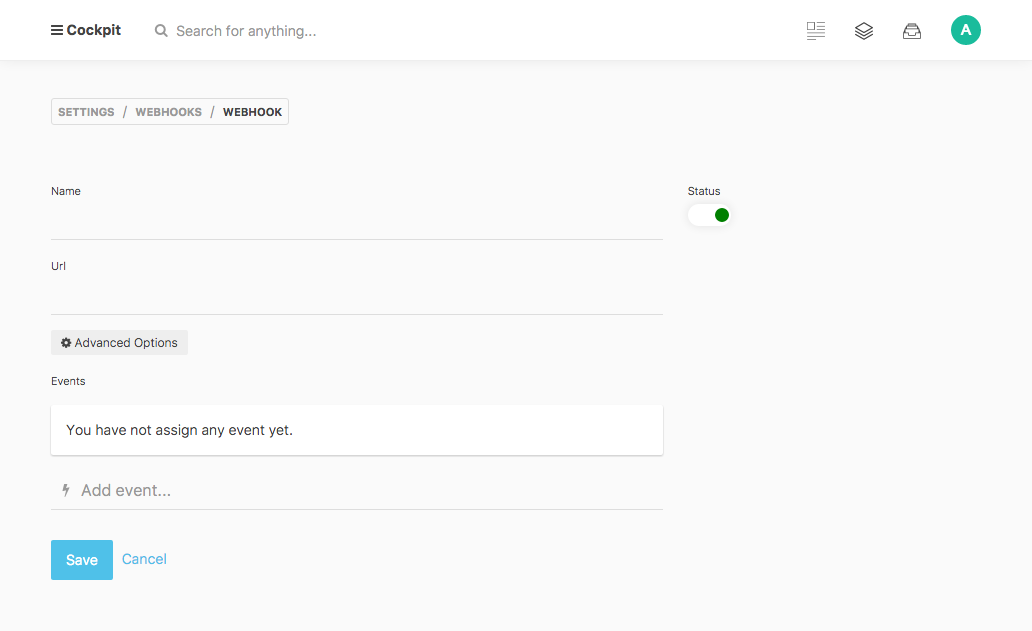 Cockpit Search for anything... A
SETTINGS / WEBHOOKS / WEBHOOK
Name Status
Url
Advanced Options
Events
You have not assign any event yet.
Add event...
Save Cancel